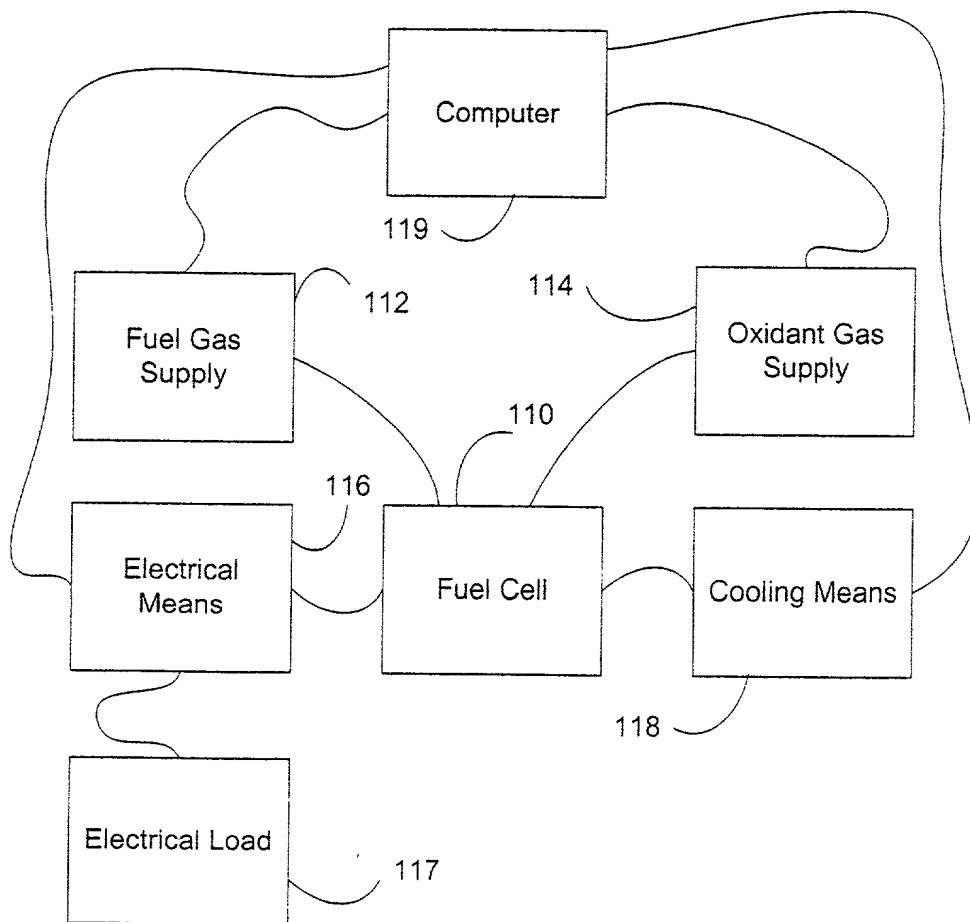 Computer
119
112
114
Fuel Gas
Supply
Oxidant Gas
Supply
110
116
Electrical
Means
Fuel Cell
Cooling Means
118
Electrical Load
117